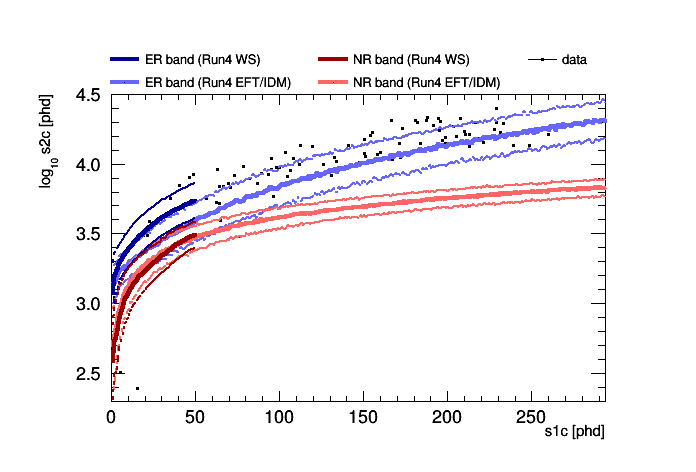 ER band (Run4 WS) NR band (Run4 WS) data
ER band (Run4 EFT/IDM) NR band (Run4 EFT/IDM)
log10 s2c [phd]
4.5
4.0
3.5
3.0
2.5
0 50 100 150 200 250
s1c [phd]